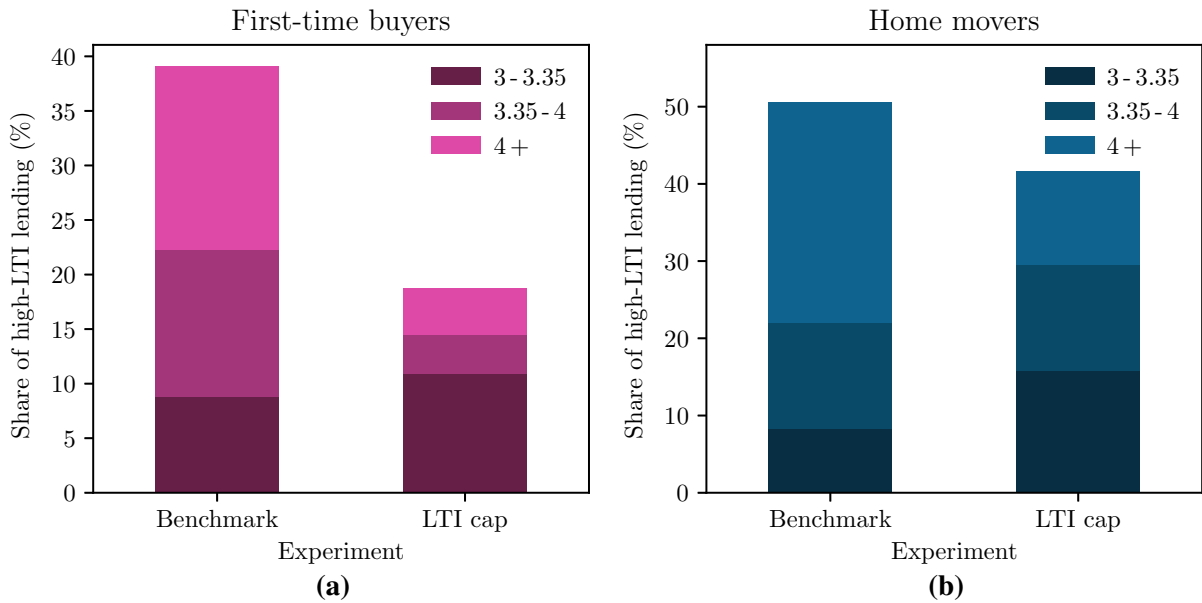 First-time buyers
Share of high-LTI lending (%)
40
35
30
25
20
15
10
5
0
3 - 3.35
3.35 - 4
4 +
Benchmark
LTI cap
Experiment
(a)
Home movers
Share of high-LTI lending (%)
50
40
30
20
10
0
3 - 3.35
3.35 - 4
4 +
Benchmark
LTI cap
Experiment
(b)